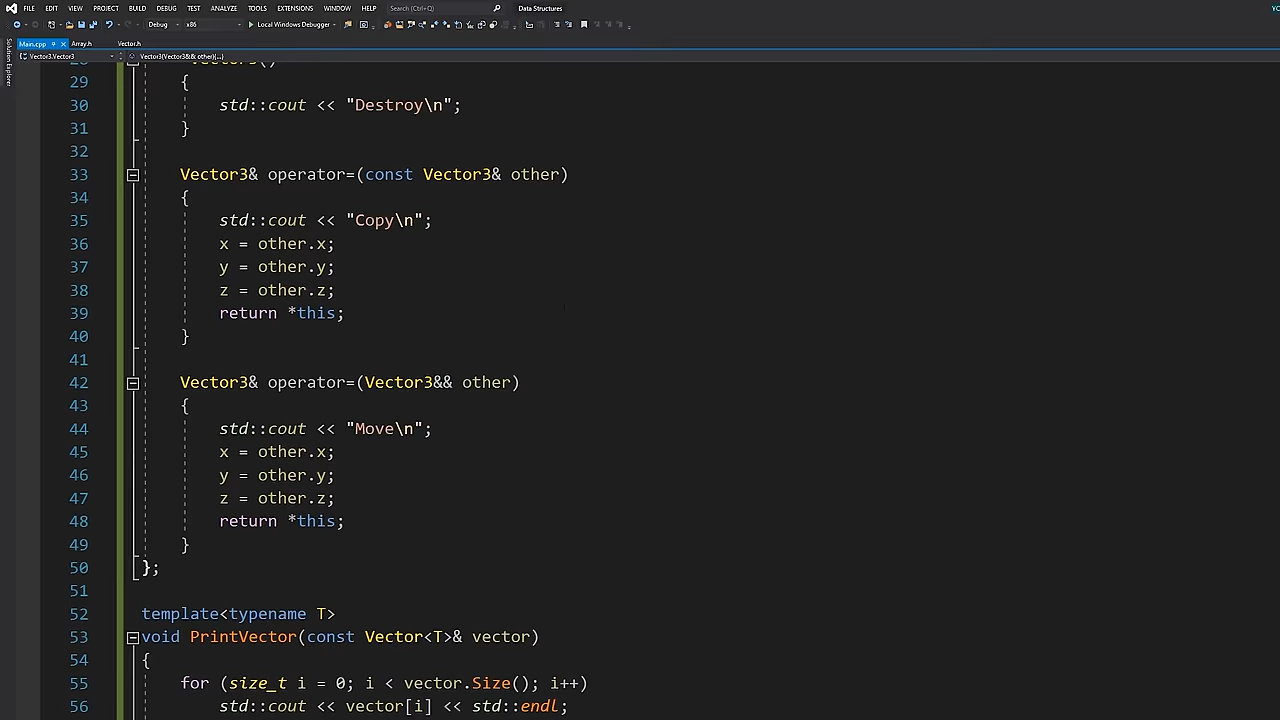 FILE EDIT VIEW PROJECT BUILD DEBUG TEST ANALYZE TOOLS EXTENSIONS WINDOW HELP Search (Ctrl+Q) Data Structures
Debug x86 Local Windows Debugger
Main.cpp Array.h Vector.h
Vector3.Vector3 Vector3(Vector3&& other){...}
Solution Explorer
29 {
30 std::cout << "Destroy\n";
31 }
32
33 Vector3& operator=(const Vector3& other)
34 {
35 std::cout << "Copy\n";
36 x = other.x;
37 y = other.y;
38 z = other.z;
39 return *this;
40 }
41
42 Vector3& operator=(Vector3&& other)
43 {
44 std::cout << "Move\n";
45 x = other.x;
46 y = other.y;
47 z = other.z;
48 return *this;
49 }
50 };
51
52 template<typename T>
53 void PrintVector(const Vector<T>& vector)
54 {
55 for (size_t i = 0; i < vector.Size(); i++)
56 std::cout << vector[i] << std::endl;